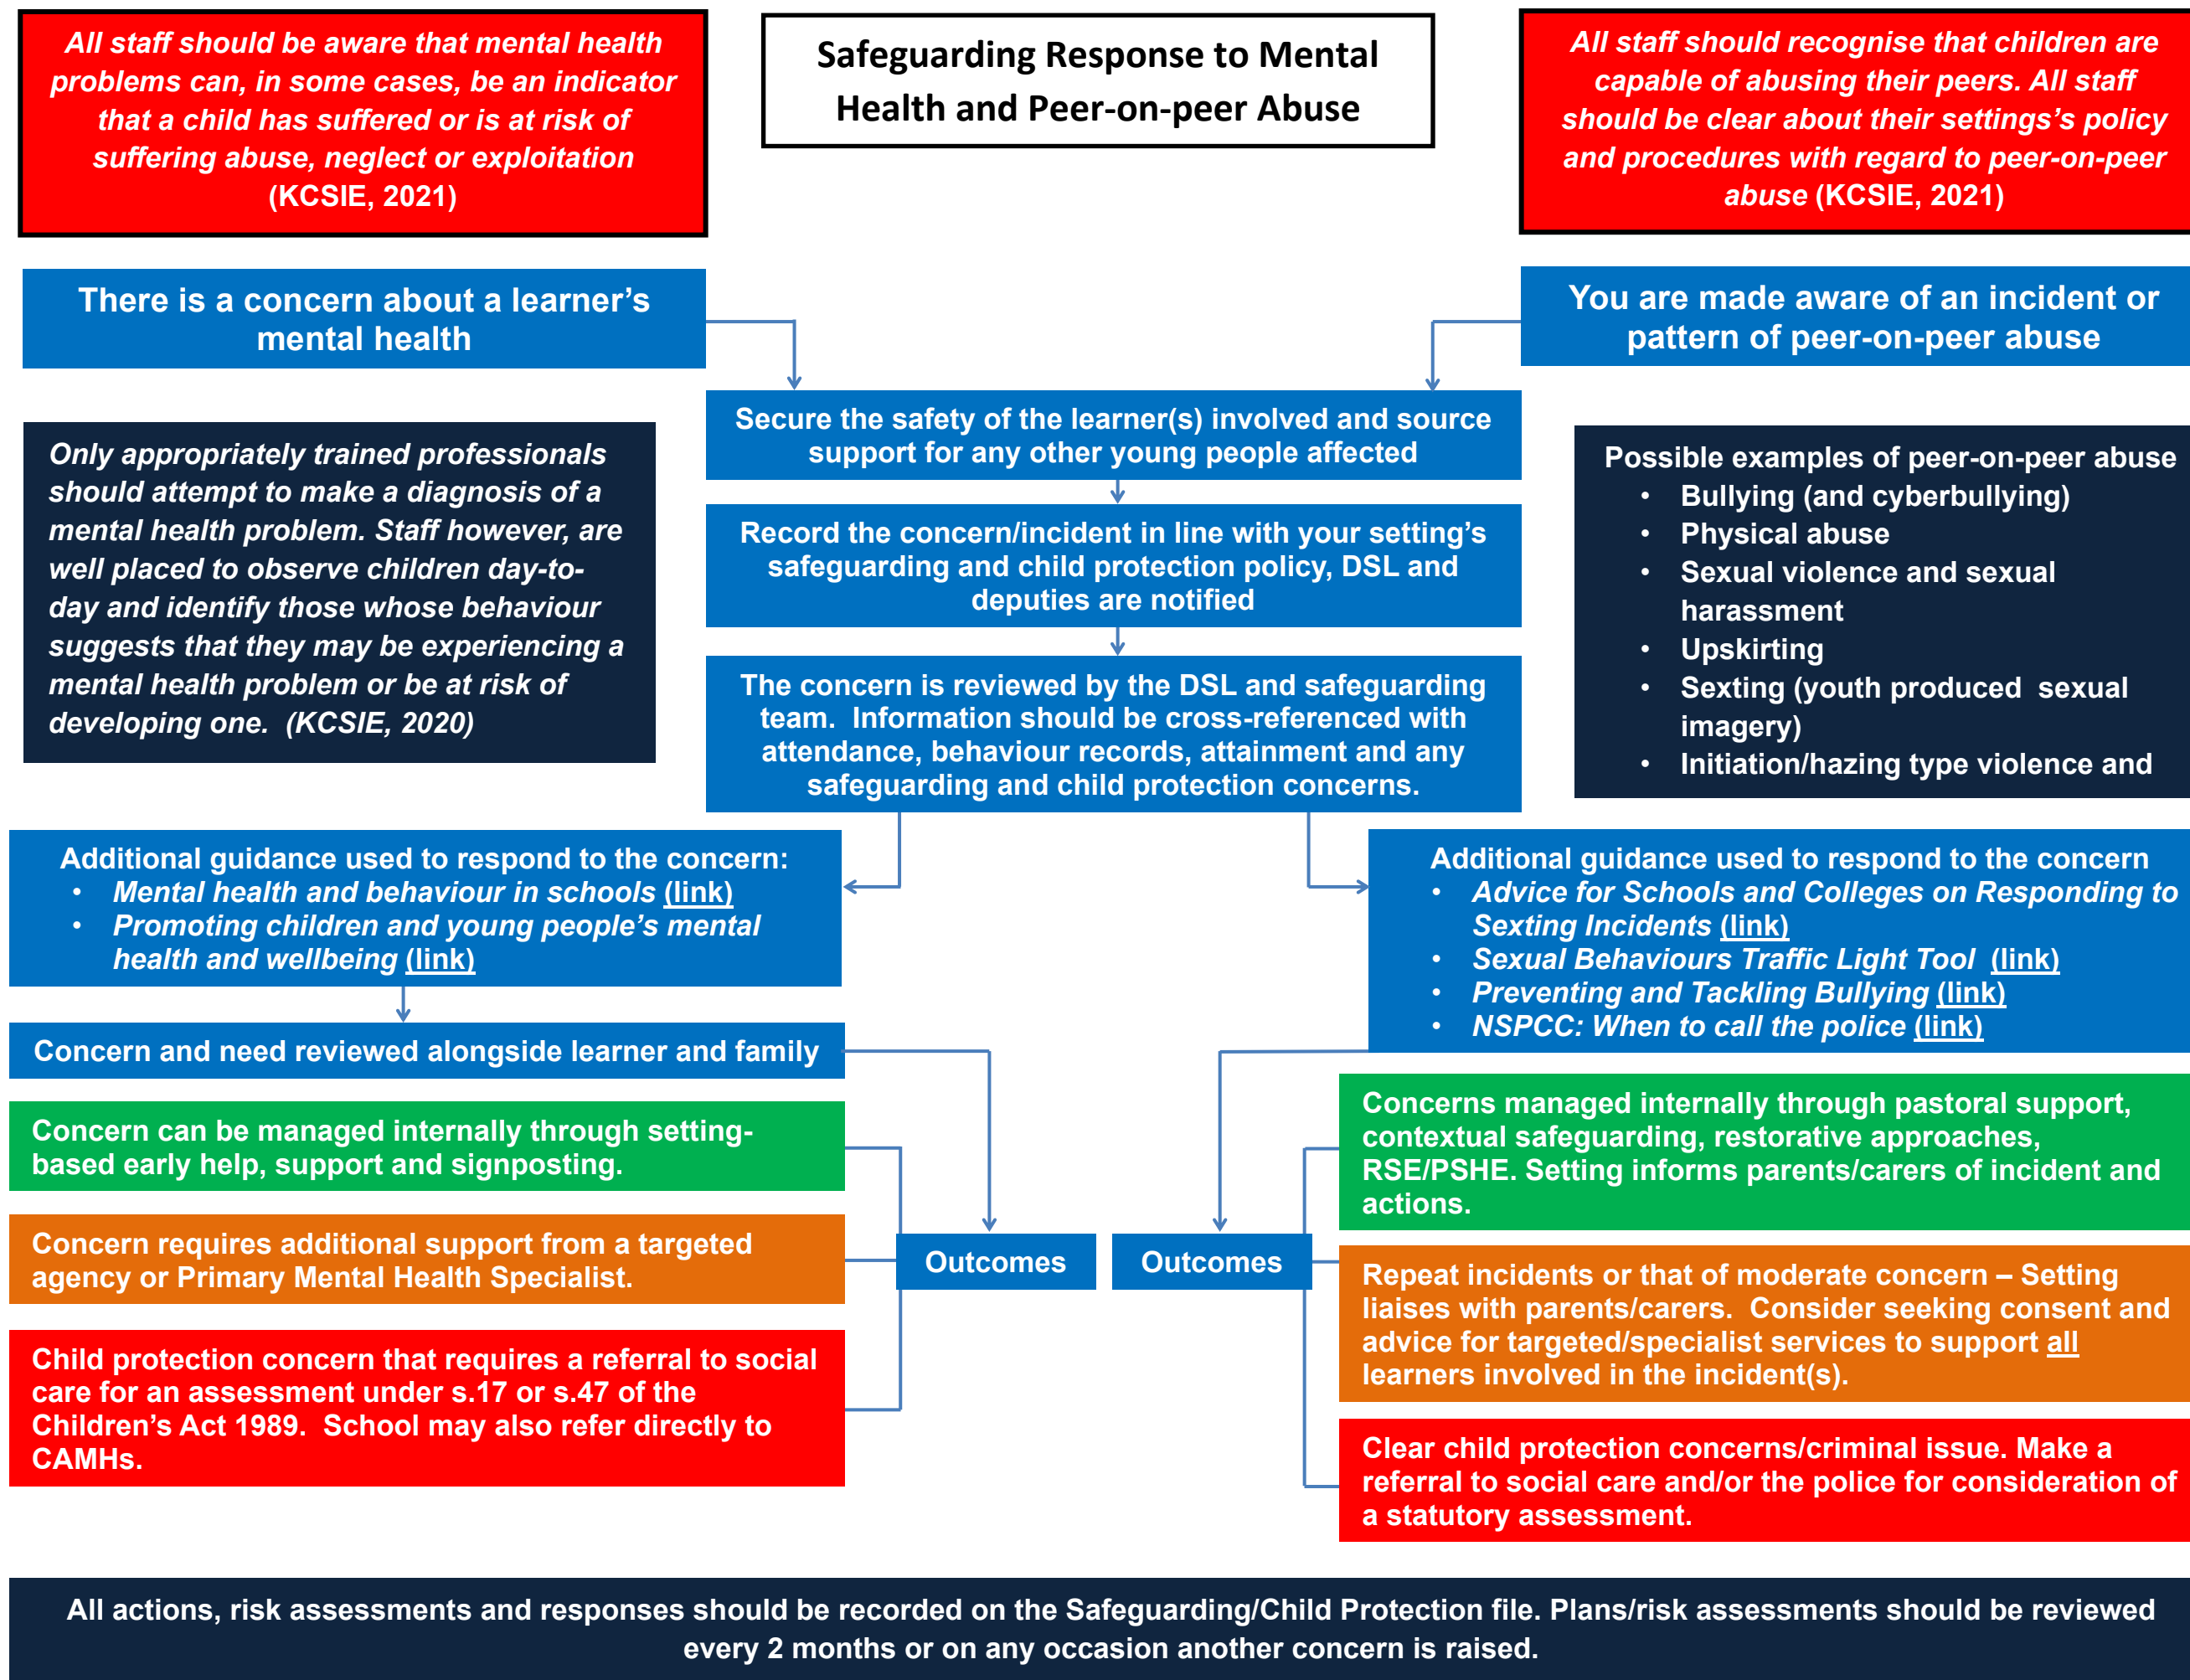 All staff should be aware that mental health
problems can, in some cases, be an indicator
that a child has suffered or is at risk of
suffering abuse, neglect or exploitation
(KCSIE, 2021)
Safeguarding Response to Mental
Health and Peer-on-peer Abuse
All staff should recognise that children are
capable of abusing their peers. All staff
should be clear about their settings's policy
and procedures with regard to peer-on-peer
abuse (KCSIE, 2021)
There is a concern about a learner’s
mental health
You are made aware of an incident or
pattern of peer-on-peer abuse
Secure the safety of the learner(s) involved and source
support for any other young people affected
Only appropriately trained professionals
should attempt to make a diagnosis of a
mental health problem. Staff however, are
well placed to observe children day-to-
day and identify those whose behaviour
suggests that they may be experiencing a
mental health problem or be at risk of
developing one.  (KCSIE, 2020)
Record the concern/incident in line with your setting’s
safeguarding and child protection policy, DSL and
deputies are notified
The concern is reviewed by the DSL and safeguarding
team.  Information should be cross-referenced with
attendance, behaviour records, attainment and any
safeguarding and child protection concerns.
Possible examples of peer-on-peer abuse
• Bullying (and cyberbullying)
• Physical abuse
• Sexual violence and sexual
harassment
• Upskirting
• Sexting (youth produced  sexual
imagery)
• Initiation/hazing type violence and
Additional guidance used to respond to the concern:
• Mental health and behaviour in schools (link)
• Promoting children and young people’s mental
health and wellbeing (link)
Additional guidance used to respond to the concern
• Advice for Schools and Colleges on Responding to
Sexting Incidents (link)
• Sexual Behaviours Traffic Light Tool  (link)
• Preventing and Tackling Bullying (link)
• NSPCC: When to call the police (link)
Concern and need reviewed alongside learner and family
Concern can be managed internally through setting-
based early help, support and signposting.
Concern requires additional support from a targeted
agency or Primary Mental Health Specialist.
Child protection concern that requires a referral to social
care for an assessment under s.17 or s.47 of the
Children’s Act 1989.  School may also refer directly to
CAMHs.
Outcomes
Outcomes
Concerns managed internally through pastoral support,
contextual safeguarding, restorative approaches,
RSE/PSHE. Setting informs parents/carers of incident and
actions.
Repeat incidents or that of moderate concern – Setting
liaises with parents/carers.  Consider seeking consent and
advice for targeted/specialist services to support all
learners involved in the incident(s).
Clear child protection concerns/criminal issue. Make a
referral to social care and/or the police for consideration of
a statutory assessment.
All actions, risk assessments and responses should be recorded on the Safeguarding/Child Protection file. Plans/risk assessments should be reviewed
every 2 months or on any occasion another concern is raised.